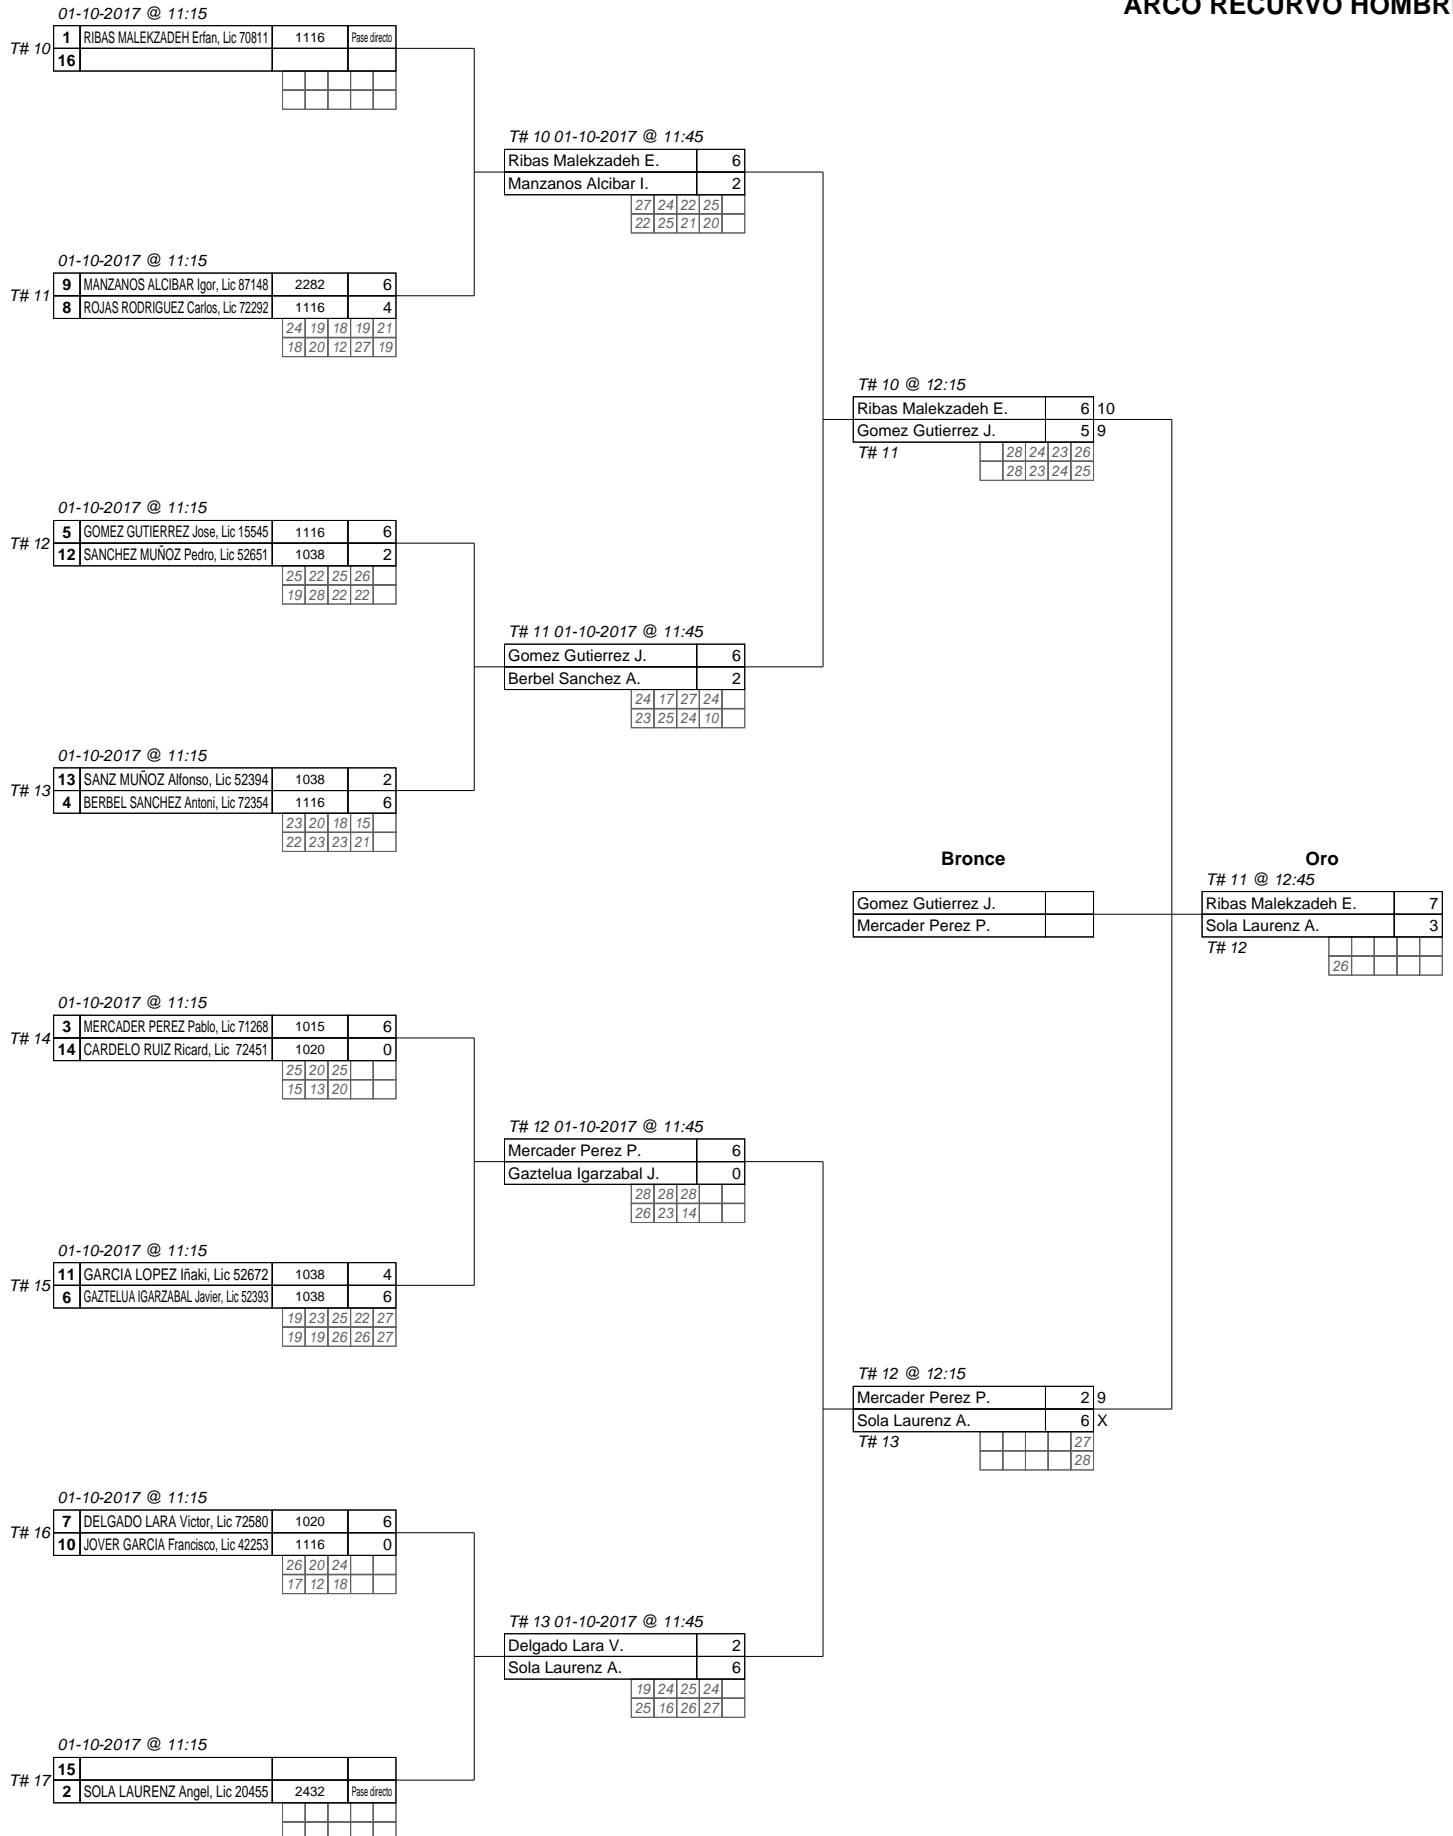 ARCO RECURVO HOMBR
01-10-2017 @ 11:15
T# 10
1 RIBAS MALEKZADEH Erfan, Lic 70811 1116 Pase directo
16
T# 10 01-10-2017 @ 11:45
Ribas Malekzadeh E. 6
Manzanos Alcibar I. 2
27 24 22 25
22 25 21 20
01-10-2017 @ 11:15
T# 11
9 MANZANOS ALCIBAR Igor, Lic 87148 2282 6
8 ROJAS RODRIGUEZ Carlos, Lic 72292 1116 4
24 19 18 19 21
18 20 12 27 19
T# 10 @ 12:15
Ribas Malekzadeh E. 6 10
Gomez Gutierrez J. 5 9
T# 11
28 24 23 26
28 23 24 25
01-10-2017 @ 11:15
T# 12
5 GOMEZ GUTIERREZ Jose, Lic 15545 1116 6
12 SANCHEZ MUÑOZ Pedro, Lic 52651 1038 2
25 22 25 26
19 28 22 22
T# 11 01-10-2017 @ 11:45
Gomez Gutierrez J. 6
Berbel Sanchez A. 2
24 17 27 24
23 25 24 10
01-10-2017 @ 11:15
T# 13
13 SANZ MUÑOZ Alfonso, Lic 52394 1038 2
4 BERBEL SANCHEZ Antoni, Lic 72354 1116 6
23 20 18 15
22 23 23 21
Bronce
Gomez Gutierrez J.
Mercader Perez P.
Oro
T# 11 @ 12:45
Ribas Malekzadeh E. 7
Sola Laurenz A. 3
T# 12
26
01-10-2017 @ 11:15
T# 14
3 MERCADER PEREZ Pablo, Lic 71268 1015 6
14 CARDELO RUIZ Ricard, Lic 72451 1020 0
25 20 25
15 13 20
T# 12 01-10-2017 @ 11:45
Mercader Perez P. 6
Gaztelua Igarzabal J. 0
28 28 28
26 23 14
01-10-2017 @ 11:15
T# 15
11 GARCIA LOPEZ Iñaki, Lic 52672 1038 4
6 GAZTELUA IGARZABAL Javier, Lic 52393 1038 6
19 23 25 22 27
19 19 26 26 27
T# 12 @ 12:15
Mercader Perez P. 2 9
Sola Laurenz A. 6 X
T# 13
27
28
01-10-2017 @ 11:15
T# 16
7 DELGADO LARA Victor, Lic 72580 1020 6
10 JOVER GARCIA Francisco, Lic 42253 1116 0
26 20 24
17 12 18
T# 13 01-10-2017 @ 11:45
Delgado Lara V. 2
Sola Laurenz A. 6
19 24 25 24
25 16 26 27
01-10-2017 @ 11:15
T# 17
15
2 SOLA LAURENZ Angel, Lic 20455 2432 Pase directo